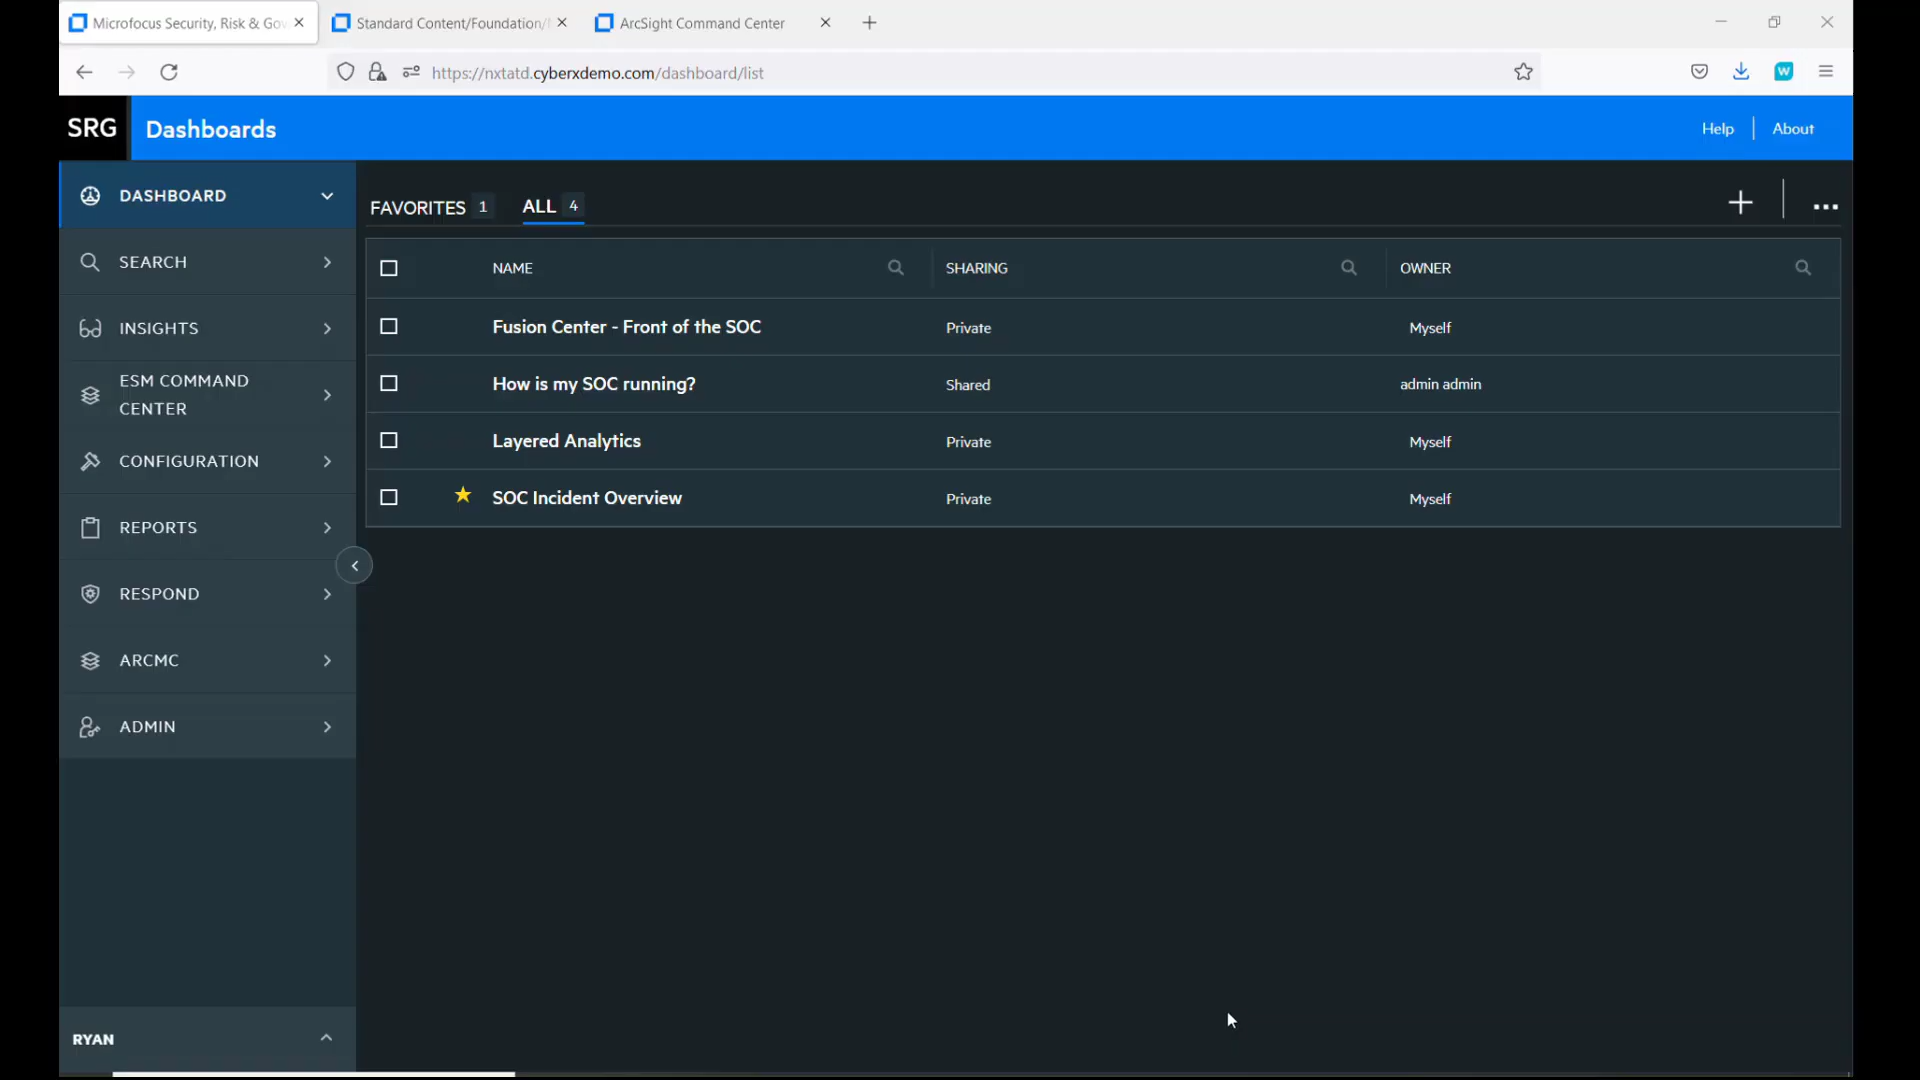 Microfocus Security, Risk & Gov
Standard Content/Foundation/
ArcSight Command Center
https://nxtatd.cyberxdemo.com/dashboard/list
W
SRG
Dashboards
Help
About
DASHBOARD
SEARCH
INSIGHTS
ESM COMMAND
CENTER
CONFIGURATION
REPORTS
RESPOND
ARCMC
ADMIN
RYAN
FAVORITES 1
ALL 4
NAME SHARING OWNER
Fusion Center - Front of the SOC Private Myself
How is my SOC running? Shared admin admin
Layered Analytics Private Myself
SOC Incident Overview Private Myself